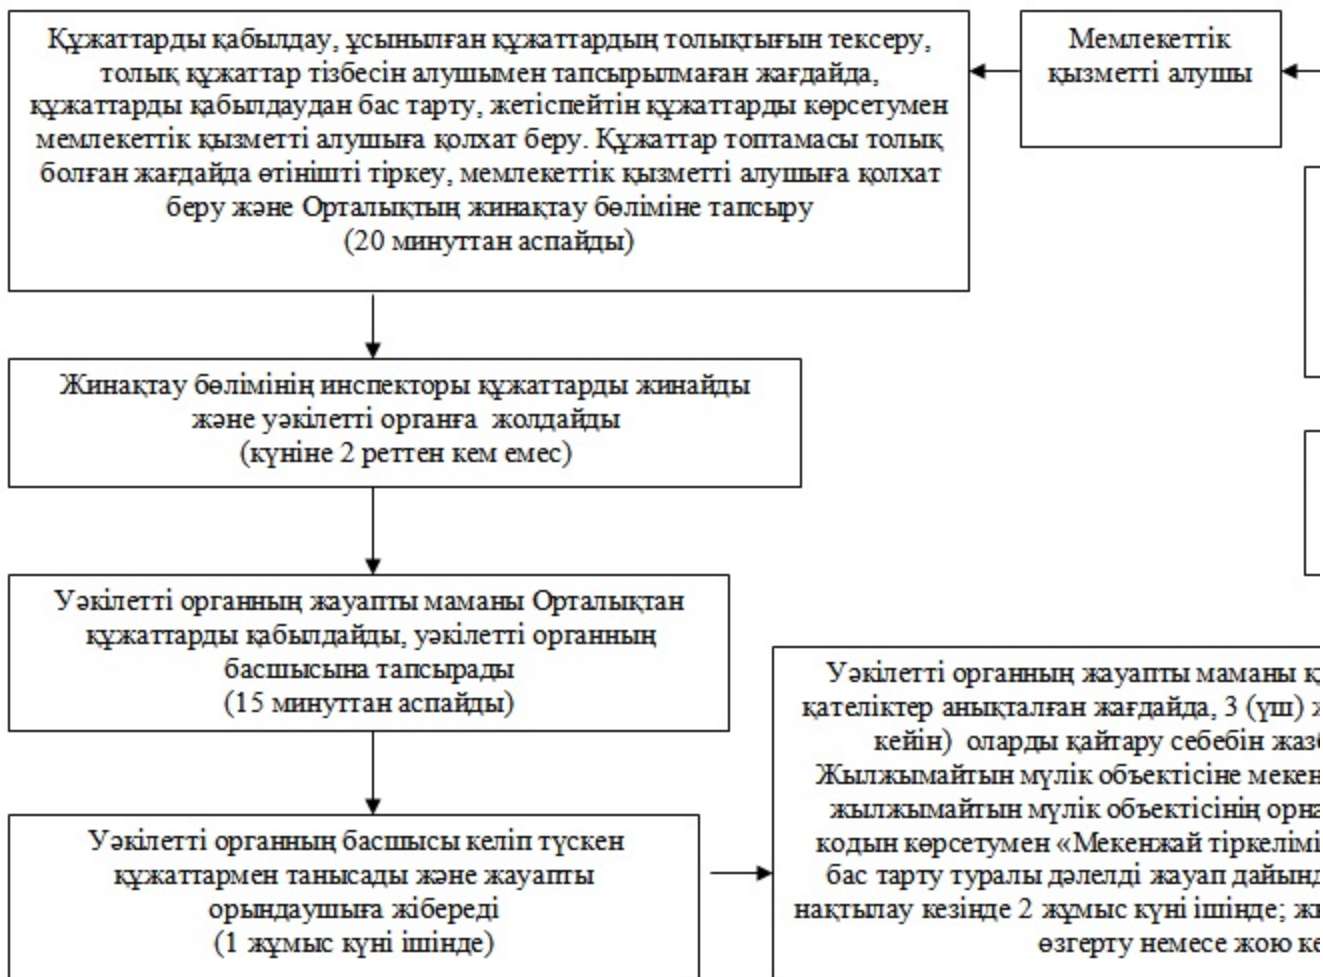 Құжаттарды қабылдау, ұсынылған құжаттардың толықтығын тексеру,
толық құжаттар тізбесін алушымен тапсырылмаған жағдайда,
құжаттарды қабылдаудан бас тарту, жетіспейтін құжаттарды көрсетумен
мемлекеттік қызметті алушыға қолхат беру. Құжаттар топтамасы толық
болған жағдайда өтінішті тіркеу, мемлекеттік қызметті алушыға қолхат
беру және Орталықтың жинақтау бөліміне тапсыру
(20 минуттан аспайды)
Мемлекеттік
қызметті алушы
Жинақтау бөлімінің инспекторы құжаттарды жинайды
және уәкілетті органға жолдайды
(күніне 2 реттен кем емес)
Уәкілетті органның жауапты маманы Орталықтан
құжаттарды қабылдайды, уәкілетті органның
басшысына тапсырады
(15 минуттан аспайды)
Уәкілетті органның басшысы келіп түскен
құжаттармен танысады және жауапты
орындаушыға жібереді
(1 жұмыс күні ішінде)
Уәкілетті органның жауапты маманы
қателіктер анықталған жағдайда, 3 (үш)
кейін) оларды қайтару себебін
Жылжымайтын мүлік объектісіне
жылжымайтын мүлік объектісінің
кодын көрсетумен «Мекенжай
бас тарту туралы дәлелді жауап
нақтылау кезінде 2 жұмыс күні ішінде;
өзгерту немесе жою